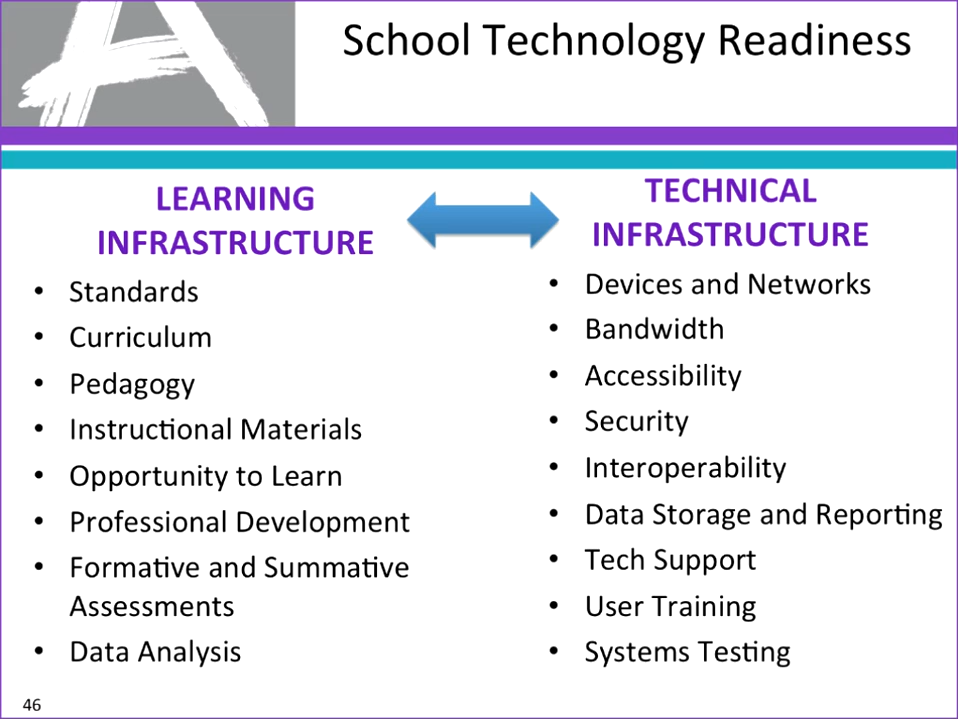 School Technology Readiness
LEARNING
INFRASTRUCTURE
• Standards
• Curriculum
• Pedagogy
• Instructional Materials
• Opportunity to Learn
• Professional Development
• Formative and Summative
Assessments
• Data Analysis
TECHNICAL
INFRASTRUCTURE
• Devices and Networks
• Bandwidth
• Accessibility
• Security
• Interoperability
• Data Storage and Reporting
• Tech Support
• User Training
• Systems Testing
46